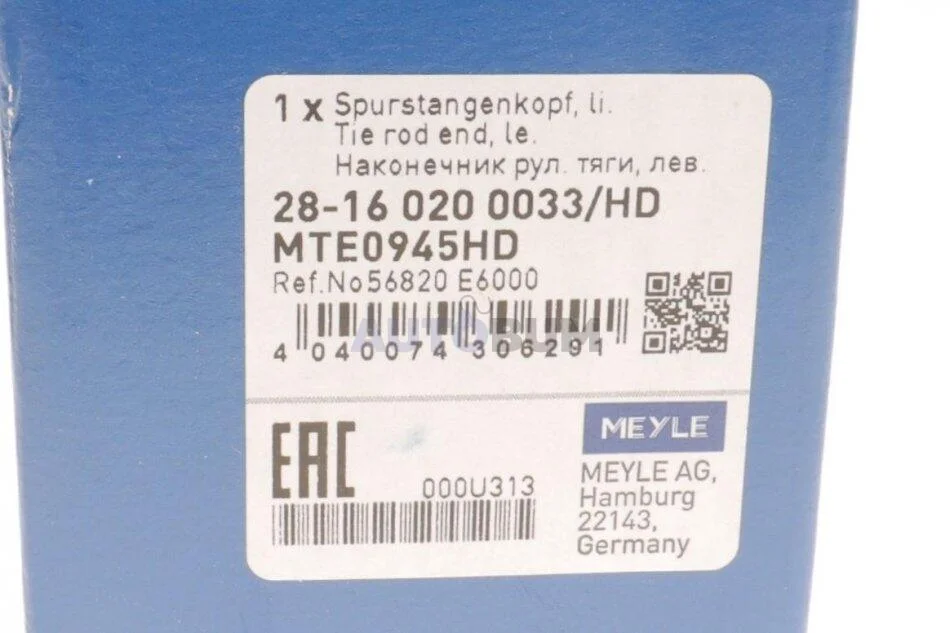 1 x Spurstangenkopf, li.
Tie rod end, le.
Наконечник рул. тяги, лев.
28-16 020 0033/HD
MTE0945HD
Ref.No56820 E6000
AUTOBUM
4 040074 306291
EAC
000U313
MEYLE
MEYLE AG,
Hamburg
22143,
Germany